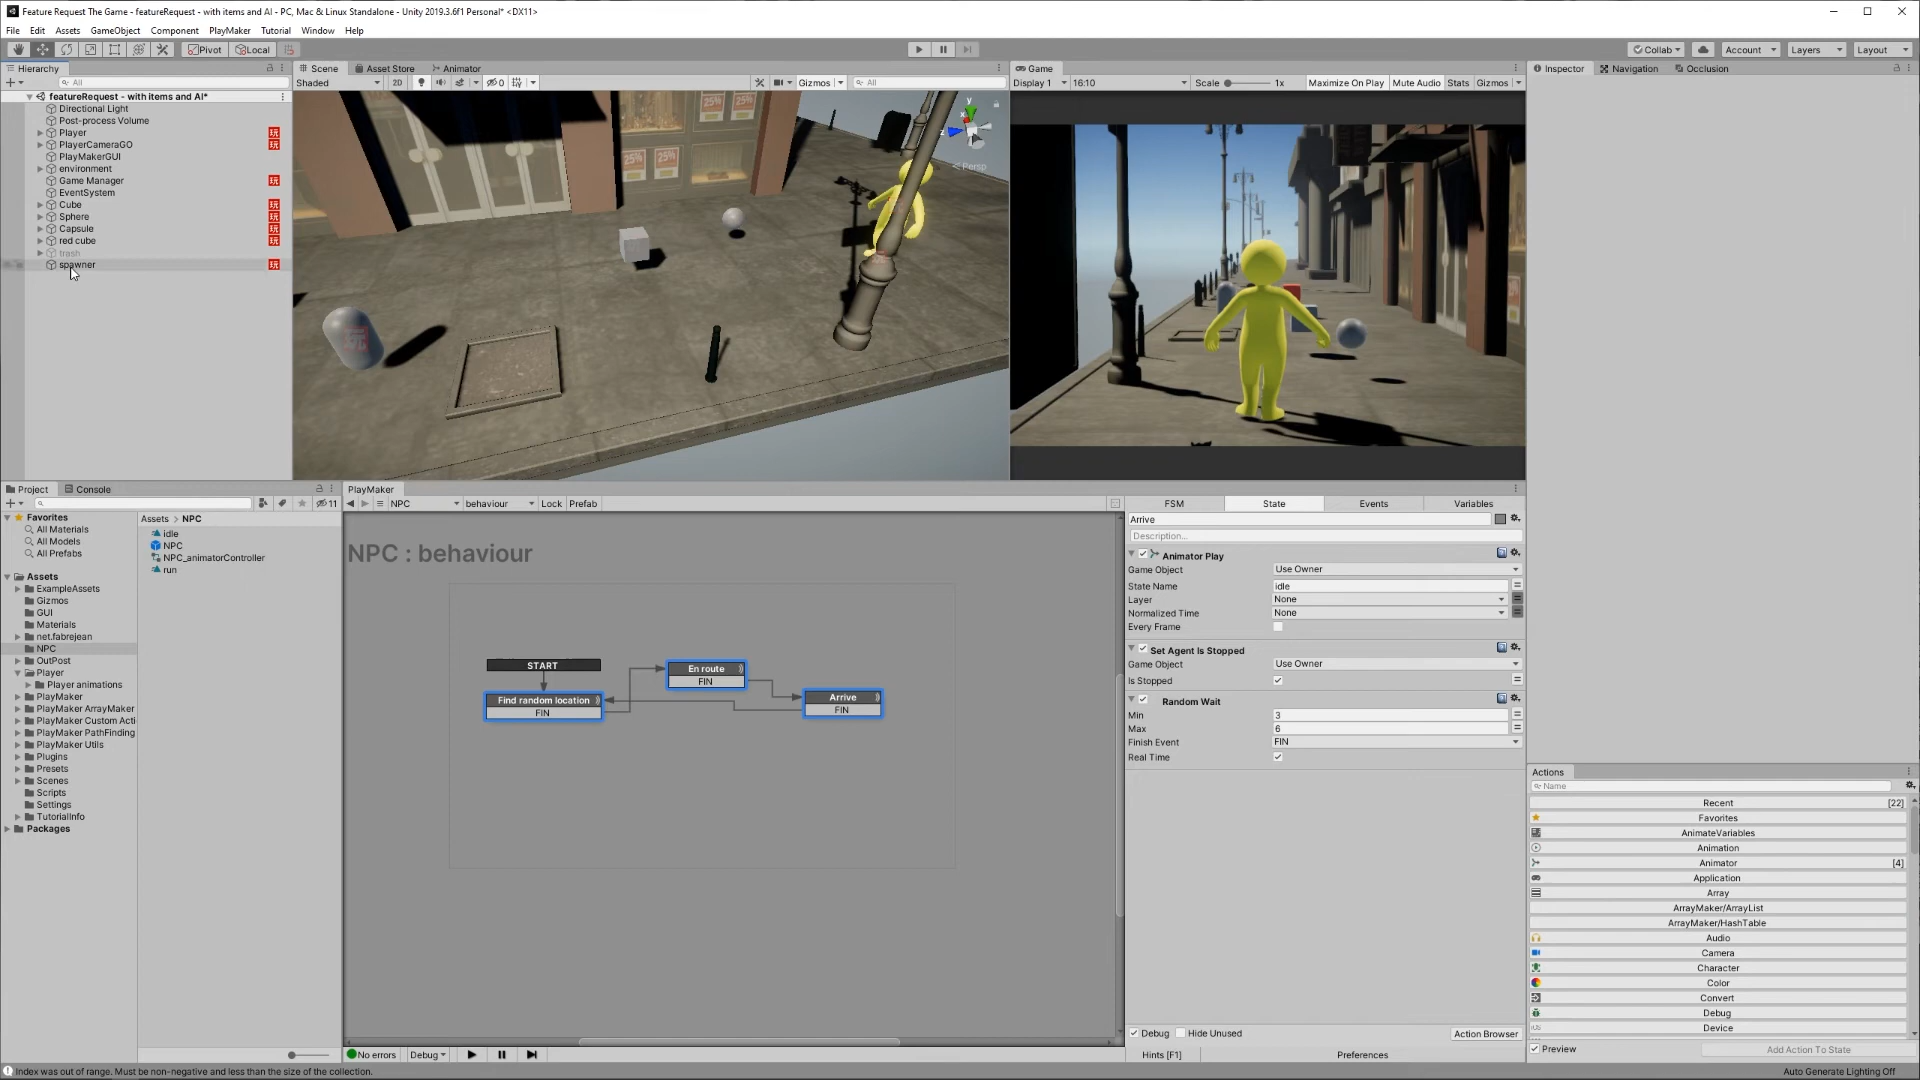 Feature Request The Game - featureRequest - with items and AI - PC, Mac & Linux Standalone - Unity 2019.3.6f1 Personal* <DX11>
File Edit Assets GameObject Component PlayMaker Tutorial Window Help
Pivot Local Collab Account Layers Layout
Hierarchy
All
featureRequest - with items and AI*
Directional Light
Post-process Volume
Player
PlayerCameraGO
PlayMakerGUI
environment
Game Manager
EventSystem
Cube
Sphere
Capsule
red cube
trash
spawner
Scene Asset Store Animator
Shaded 2D 0 Gizmos All
25% 25%
25% 25%
y
x
Persp
玩
Game
Display 1 16:10 Scale 1x Maximize On Play Mute Audio Stats Gizmos
Inspector Navigation Occlusion
Project Console
11
Favorites
All Materials
All Models
All Prefabs
Assets
ExampleAssets
Gizmos
GUI
Materials
net.fabrejean
NPC
OutPost
Player
Player animations
PlayMaker
PlayMaker ArrayMaker
PlayMaker Custom Acti
PlayMaker PathFinding
PlayMaker Utils
Plugins
Presets
Scenes
Scripts
Settings
TutorialInfo
Packages
Assets > NPC
idle
NPC
NPC_animatorController
run
PlayMaker
NPC behaviour Lock Prefab
NPC : behaviour
START
Find random location
FIN
En route
FIN
Arrive
FIN
No errors Debug
FSM State Events Variables
Arrive
Description...
Animator Play
Game Object Use Owner
State Name idle
Layer None
Normalized Time None
Every Frame
Set Agent Is Stopped
Game Object Use Owner
Is Stopped
Random Wait
Min 3
Max 6
Finish Event FIN
Real Time
Debug Hide Unused Action Browser
Hints [F1] Preferences
Actions
Name
Recent [22]
Favorites
AnimateVariables
Animation
Animator [4]
Application
Array
ArrayMaker/ArrayList
ArrayMaker/HashTable
Audio
Camera
Character
Color
Convert
Debug
Device
Preview Add Action To State
Index was out of range. Must be non-negative and less than the size of the collection.
Auto Generate Lighting Off